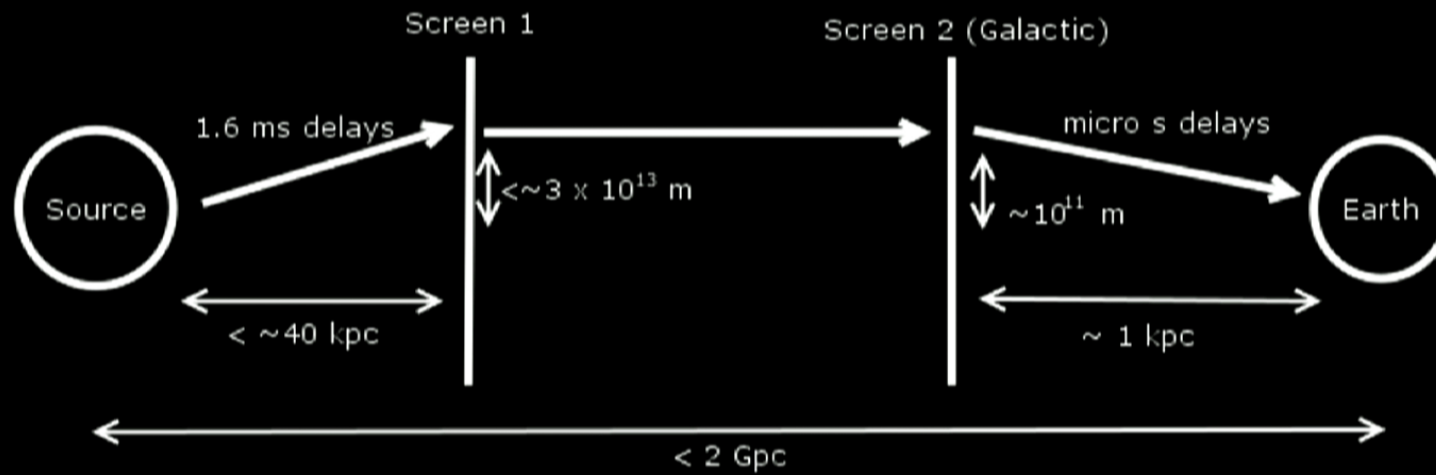 Screen 1
Screen 2 (Galactic)
1.6 ms delays
micro s delays
Source
<~3 x 10¹³ m
~10¹¹ m
Earth
< ~40 kpc
~ 1 kpc
< 2 Gpc